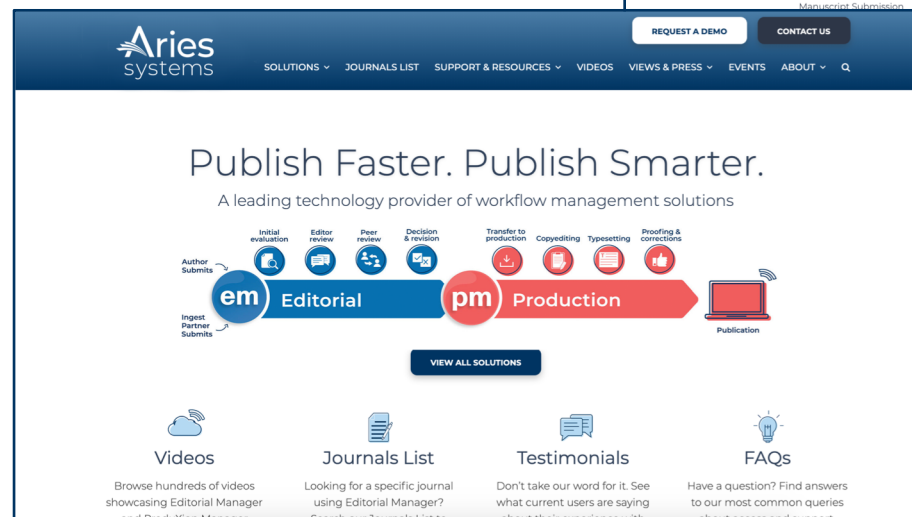 Manuscript Submission
REQUEST A DEMO
CONTACT US
Aries
systems
SOLUTIONS JOURNALS LIST SUPPORT & RESOURCES VIDEOS VIEWS & PRESS EVENTS ABOUT
Publish Faster. Publish Smarter.
A leading technology provider of workflow management solutions
Initial
evaluation
Editor
review
Peer
review
Decision
& revision
Transfer to
production
Copyediting
Typesetting
Proofing &
corrections
Author
Submits
em Editorial
pm Production
Ingest
Partner
Submits
Publication
VIEW ALL SOLUTIONS
Videos
Browse hundreds of videos
showcasing Editorial Manager
Journals List
Looking for a specific journal
using Editorial Manager?
Testimonials
Don't take our word for it. See
what current users are saying
FAQs
Have a question? Find answers
to our most common queries